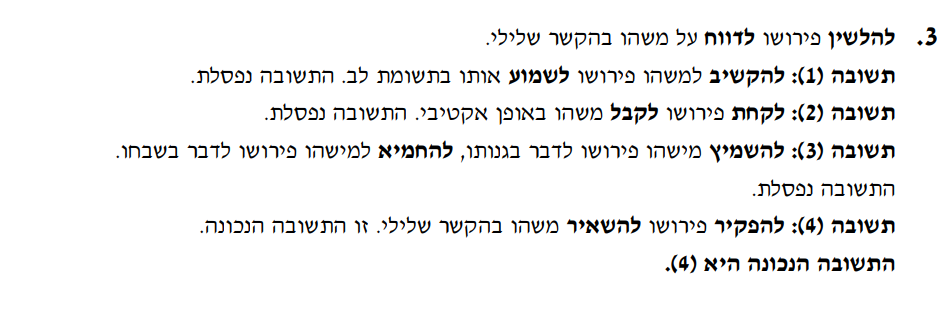 3. להלשין פירושו לדווח על משהו בהקשר שלילי.
תשובה (1): להקשיב למשהו פירושו לשמוע אותו בתשומת לב. התשובה נפסלת.
תשובה (2): לקחת פירושו לקבל משהו באופן אקטיבי. התשובה נפסלת.
תשובה (3): להשמיץ מישהו פירושו לדבר בגנותו, להחמיא למישהו פירושו לדבר בשבחו.
התשובה נפסלת.
תשובה (4): להפקיר פירושו להשאיר משהו בהקשר שלילי. זו התשובה הנכונה.
התשובה הנכונה היא (4).